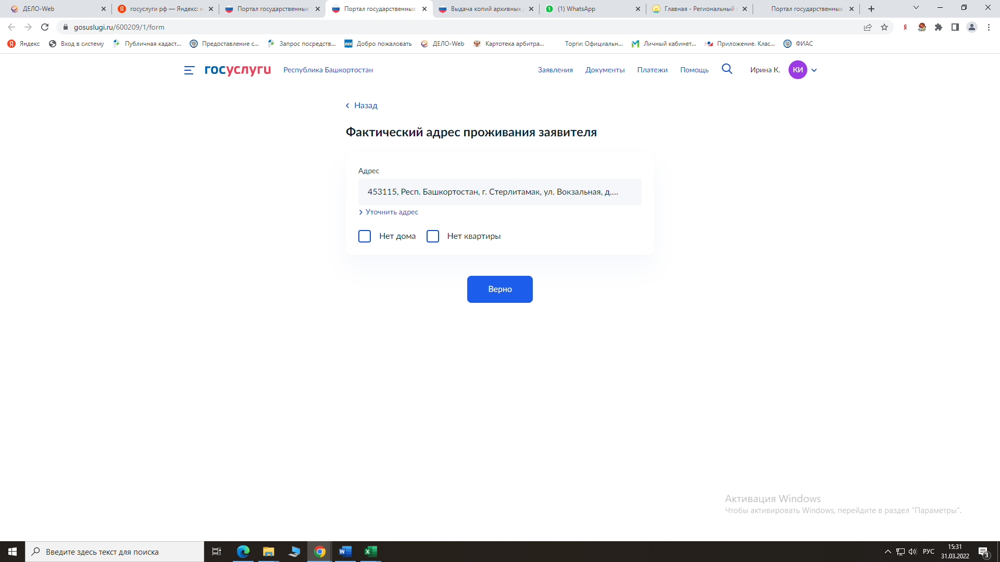 ДЕЛО-Web
госуслуги рф — Яндекс: н
Портал государственных
Портал государственных
Выдача копий архивных
(1) WhatsApp
Главная - Региональный
Портал государственных
gosuslugi.ru/600209/1/form
Яндекс
Вход в систему
Публичная кадаст...
Предоставление с...
Запрос посредств...
Добро пожаловать
ДЕЛО-Web
Картотека арбитра...
Торги: Официальн...
Личный кабинет...
Приложение. Клас...
ФИАС
госуслуги
Республика Башкортостан
Заявления
Документы
Платежи
Помощь
Ирина К.
КИ
Назад
Фактический адрес проживания заявителя
Адрес
453115, Респ. Башкортостан, г. Стерлитамак, ул. Вокзальная, д....
Уточнить адрес
Нет дома
Нет квартиры
Верно
Активация Windows
Чтобы активировать Windows, перейдите в раздел "Параметры".
Введите здесь текст для поиска
РУС
15:31
31.03.2022
3